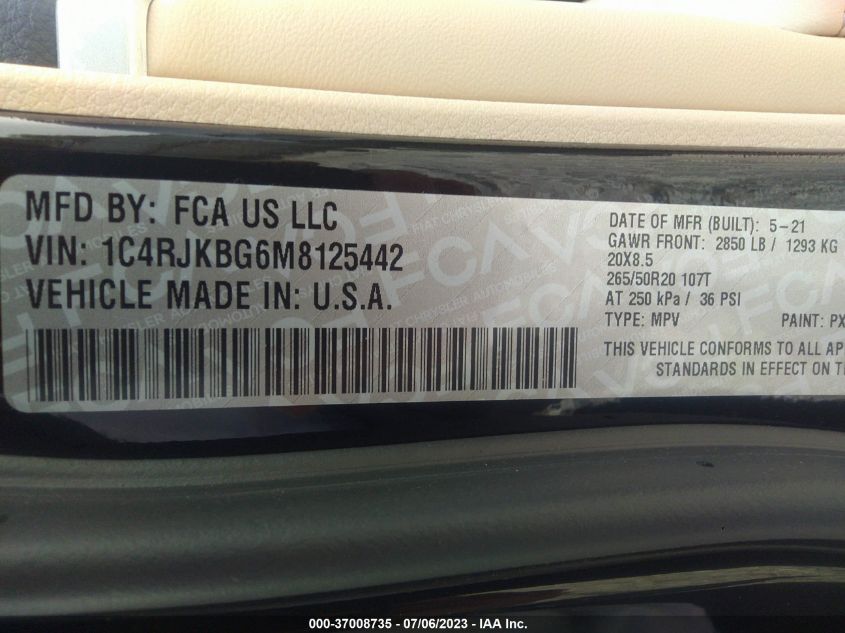 MFD BY: FCA US LLC
VIN: 1C4RJKBG6M8125442
VEHICLE MADE IN: U.S.A.
DATE OF MFR (BUILT): 5-21
GAWR FRONT: 2850 LB / 1293 KG
20X8.5
265/50R20 107T
AT 250 kPa / 36 PSI
TYPE: MPV PAINT: PX
THIS VEHICLE CONFORMS TO ALL AP
STANDARDS IN EFFECT ON T
000-37008735 - 07/06/2023 - IAA Inc.